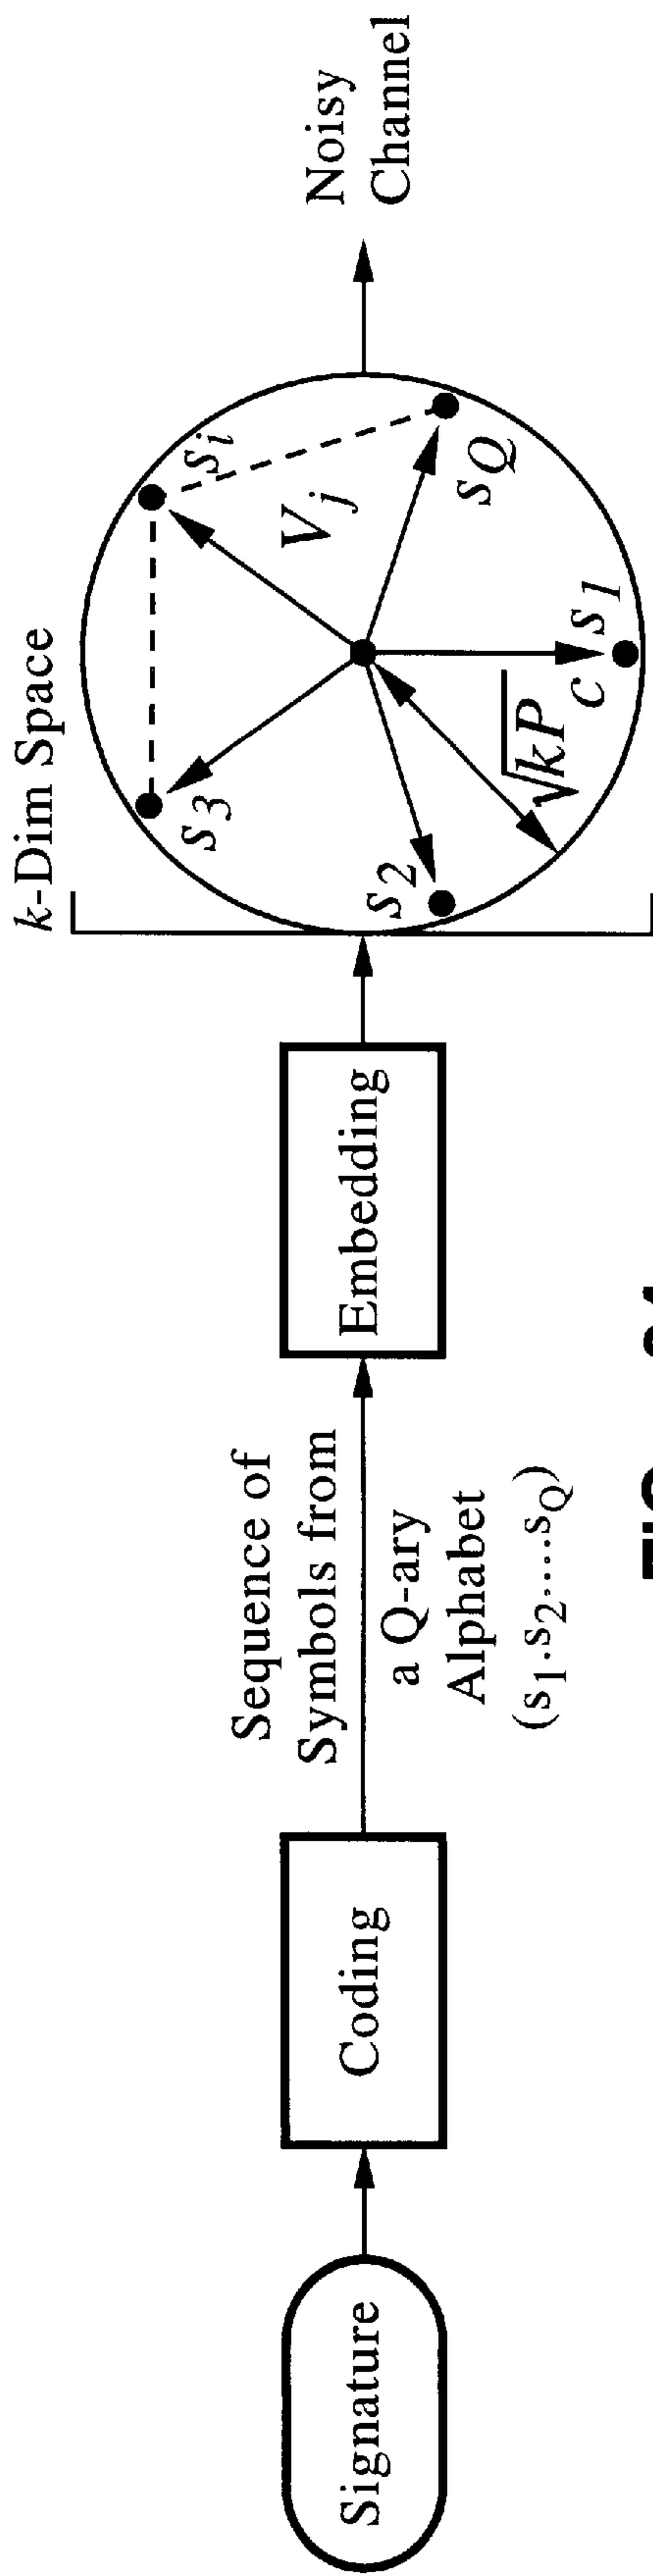 Signature
Coding
Sequence of
Symbols from
a Q-ary
Alphabet
(s1.s2....sQ)
Embedding
k-Dim Space
s3
si
Vj
s2
√kP
c
s1
sQ
Noisy
Channel